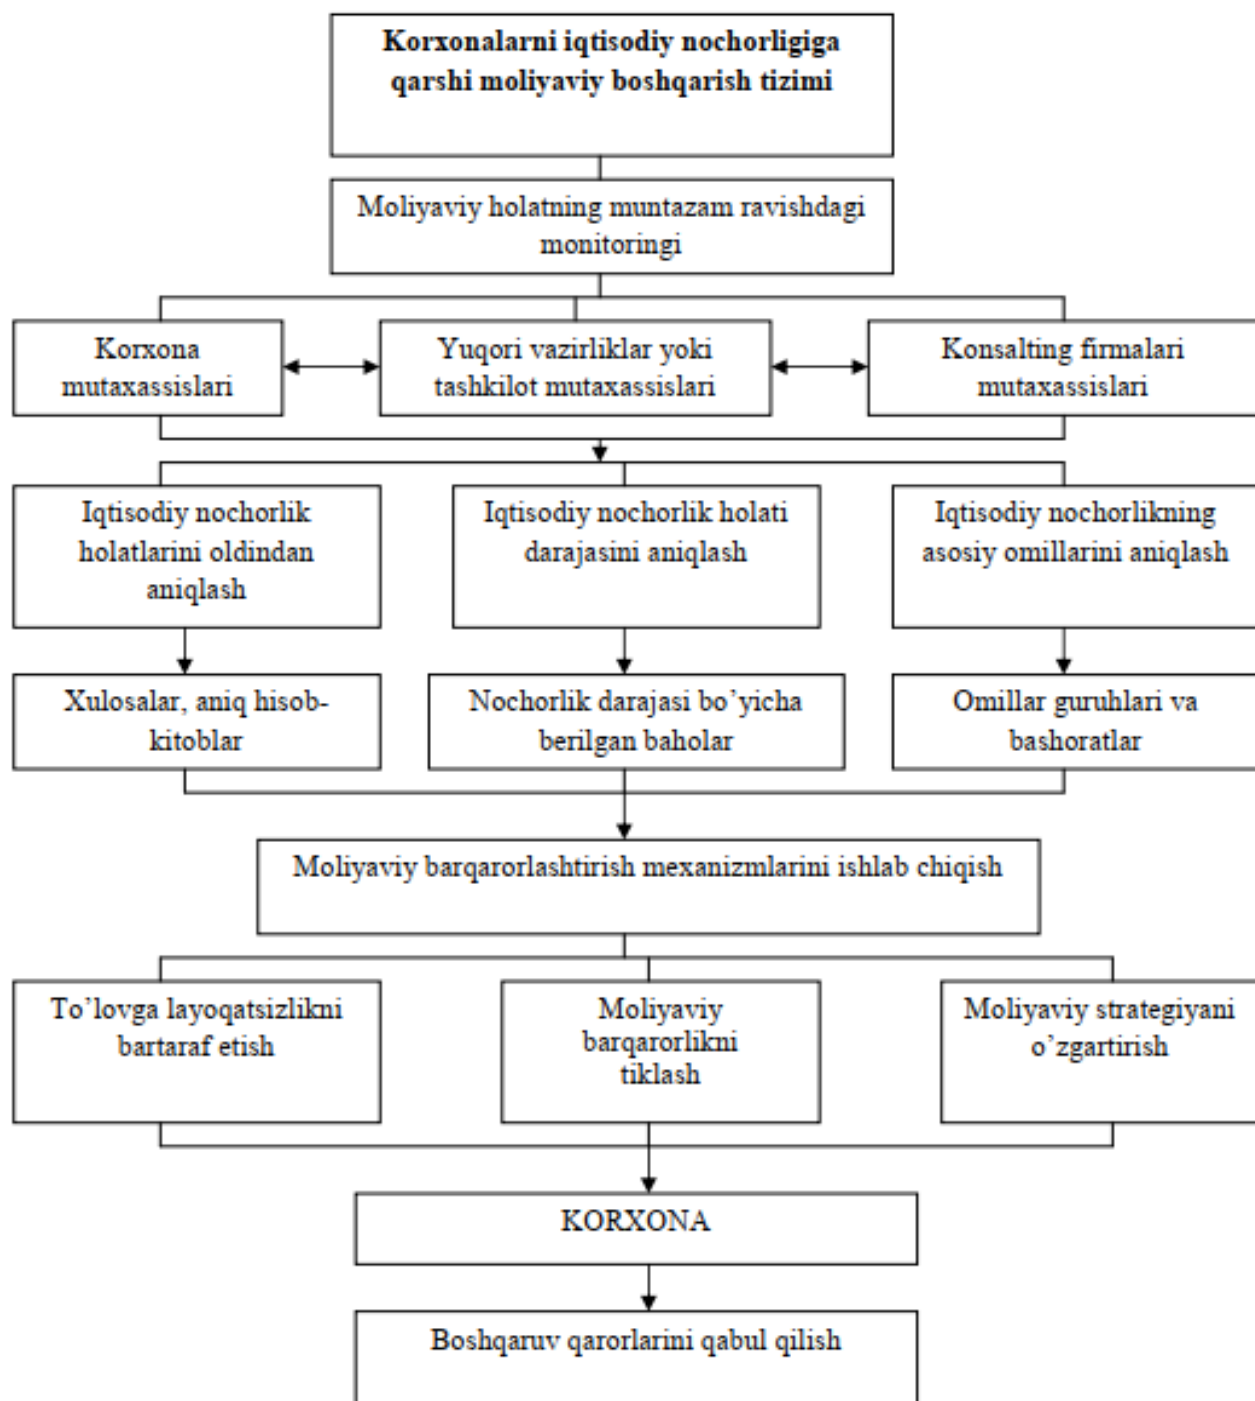 Korxonalarni iqtisodiy nochorligiga
qarshi moliyaviy boshqarish tizimi
Moliyaviy holatning muntazam ravishdagi
monitoringi
Korxona
mutaxassislari
Yuqori vazirliklar yoki
tashkilot mutaxassislari
Konsalting firmalari
mutaxassislari
Iqtisodiy nochorlik
holatlarini oldindan
aniqlash
Iqtisodiy nochorlik holati
darajasini aniqlash
Iqtisodiy nochorlikning
asosiy omillarini aniqlash
Xulosalar, aniq hisob-
kitoblar
Nochorlik darajasi bo’yicha
berilgan baholar
Omillar guruhlari va
bashoratlar
Moliyaviy barqarorlashtirish mexanizmlarini ishlab chiqish
To’lovga layoqatsizlikni
bartaraf etish
Moliyaviy
barqarorlikni
tiklash
Moliyaviy strategiyani
o’zgartirish
KORXONA
Boshqaruv qarorlarini qabul qilish